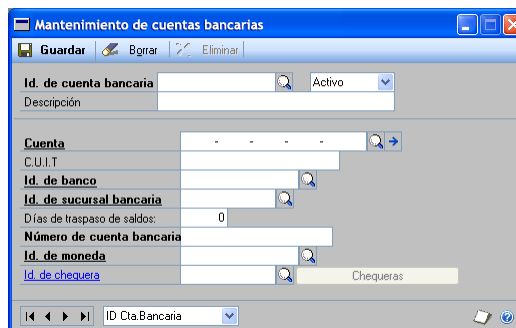 Mantenimiento de cuentas bancarias
Guardar Borrar Eliminar
Id. de cuenta bancaria Activo
Descripción
Cuenta - - - -
C.U.I.T
Id. de banco
Id. de sucursal bancaria
Días de traspaso de saldos: 0
Número de cuenta bancaria
Id. de moneda
Id. de chequera Chequeras
ID Cta.Bancaria